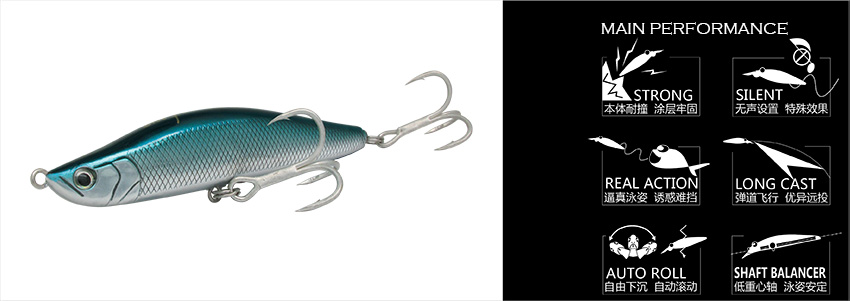 MAIN PERFORMANCE
STRONG
本体耐撞 涂层牢固
SILENT
无声设置 特殊效果
REAL ACTION
逼真泳姿 诱惑难挡
LONG CAST
弹道飞行 优异远投
AUTO ROLL
自由下沉 自动滚动
SHAFT BALANCER
低重心轴 泳姿安定